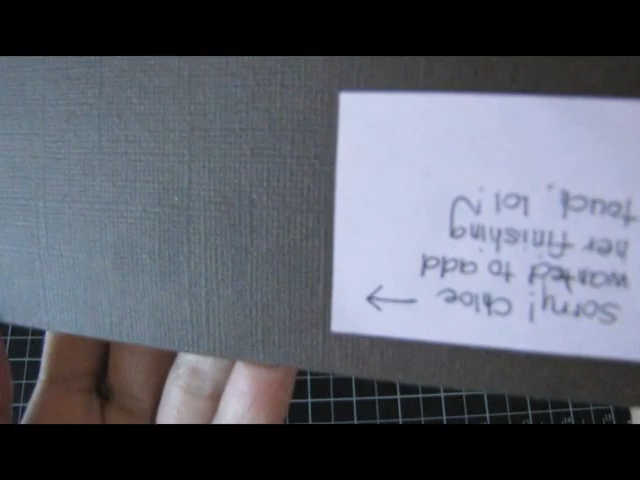 Sorry! Chloe
wanted to add
her finishing
touch, lol!